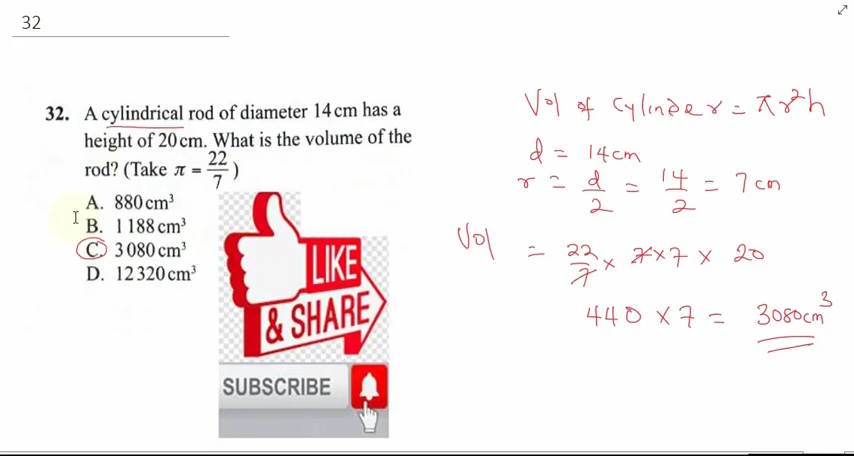 32
32. A cylindrical rod of diameter 14 cm has a
height of 20 cm. What is the volume of the
rod? (Take π = 22/7)
A. 880 cm³
B. 1 188 cm³
C. 3 080 cm³
D. 12 320 cm³
LIKE
& SHARE
SUBSCRIBE
Vol of cylinder = πr²h
d = 14cm
r = d/2 = 14/2 = 7cm
Vol = 22/7 × 7 × 7 × 20
440 × 7 = 3080cm³